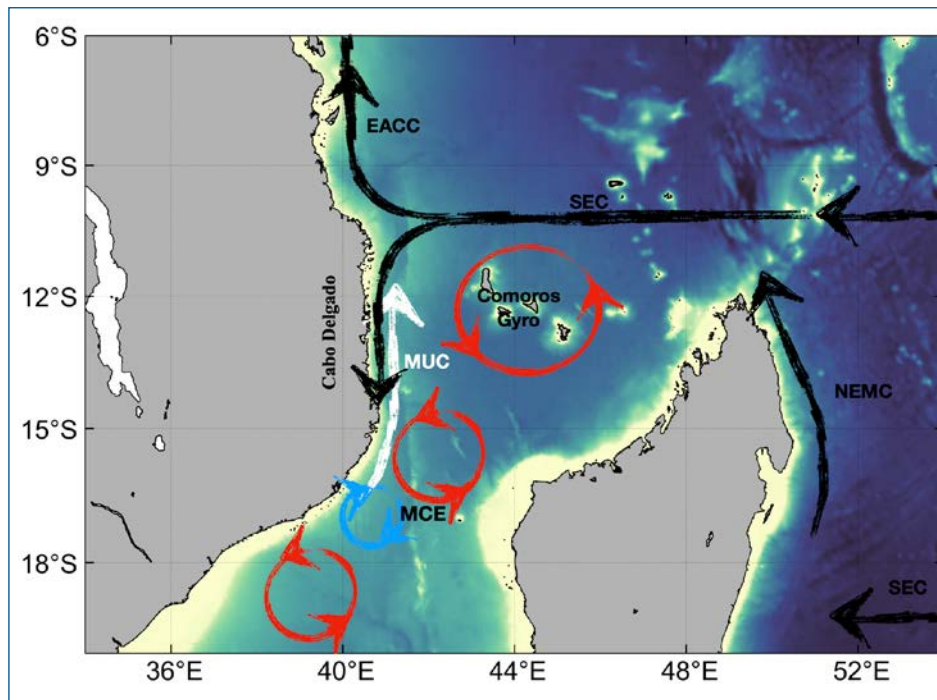 6°S
EACC
9°S
SEC
12°S
Comoros
Gyro
Cabo Delgado
MUC
NEMC
15°S
MCE
18°S
SEC
36°E 40°E 44°E 48°E 52°E